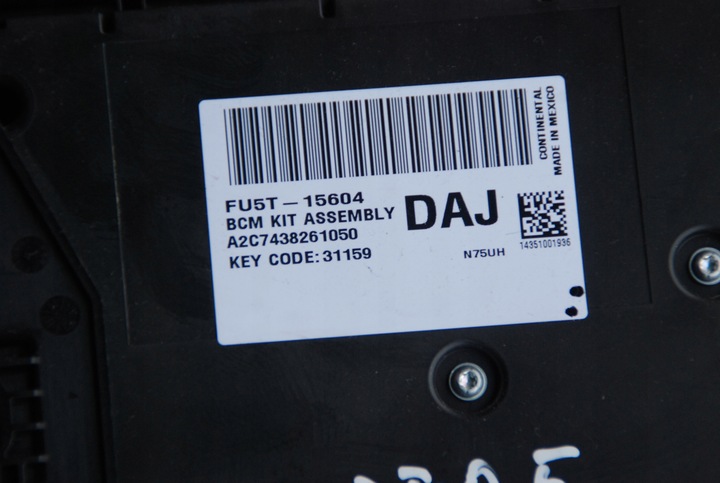 CONTINENTAL
MADE IN MEXICO
FU5T-15604
BCM KIT ASSEMBLY
DAJ
A2C7438261050
KEY CODE: 31159
N75UH
14351001936